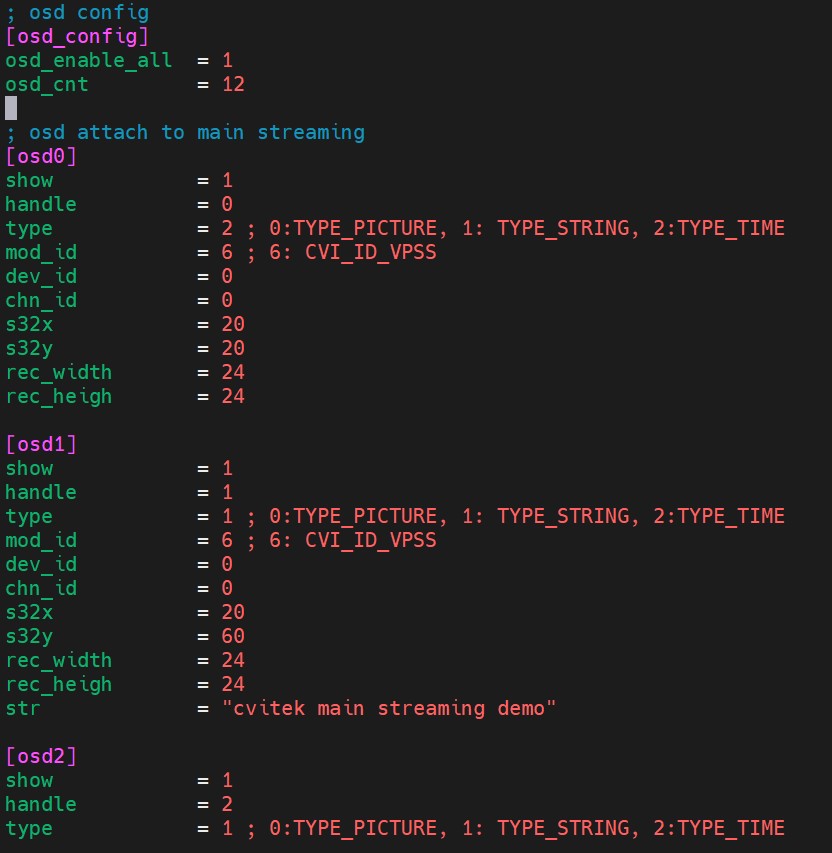 ; osd config
[osd_config]
osd_enable_all  = 1
osd_cnt         = 12
; osd attach to main streaming
[osd0]
show            = 1
handle          = 0
type            = 2 ; 0:TYPE_PICTURE, 1: TYPE_STRING, 2:TYPE_TIME
mod_id          = 6 ; 6: CVI_ID_VPSS
dev_id          = 0
chn_id          = 0
s32x            = 20
s32y            = 20
rec_width       = 24
rec_heigh       = 24
[osd1]
show            = 1
handle          = 1
type            = 1 ; 0:TYPE_PICTURE, 1: TYPE_STRING, 2:TYPE_TIME
mod_id          = 6 ; 6: CVI_ID_VPSS
dev_id          = 0
chn_id          = 0
s32x            = 20
s32y            = 60
rec_width       = 24
rec_heigh       = 24
str             = "cvitek main streaming demo"
[osd2]
show            = 1
handle          = 2
type            = 1 ; 0:TYPE_PICTURE, 1: TYPE_STRING, 2:TYPE_TIME